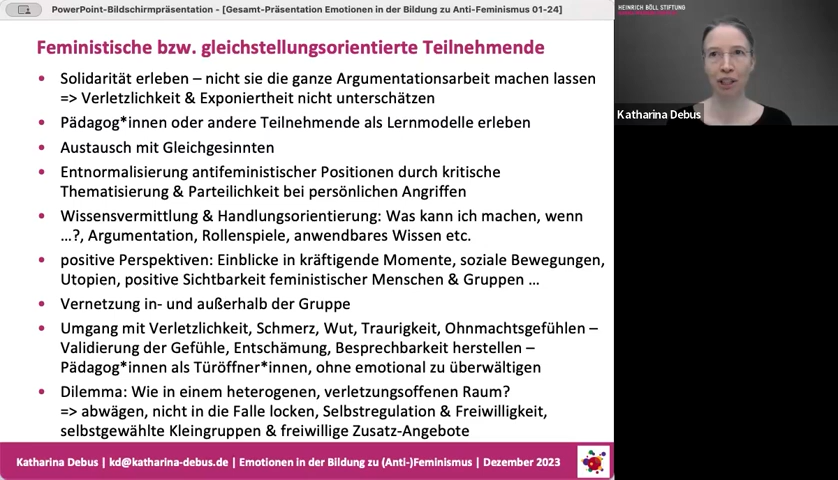 PowerPoint-Bildschirmpräsentation - [Gesamt-Präsentation Emotionen in der Bildung zu Anti-Feminismus 01-24]
Feministische bzw. gleichstellungsorientierte Teilnehmende
• Solidarität erleben – nicht sie die ganze Argumentationsarbeit machen lassen
=> Verletzlichkeit & Exponiertheit nicht unterschätzen
• Pädagog*innen oder andere Teilnehmende als Lernmodelle erleben
• Austausch mit Gleichgesinnten
• Entnormalisierung antifeministischer Positionen durch kritische
Thematisierung & Parteilichkeit bei persönlichen Angriffen
• Wissensvermittlung & Handlungsorientierung: Was kann ich machen, wenn
…?, Argumentation, Rollenspiele, anwendbares Wissen etc.
• positive Perspektiven: Einblicke in kräftigende Momente, soziale Bewegungen,
Utopien, positive Sichtbarkeit feministischer Menschen & Gruppen …
• Vernetzung in- und außerhalb der Gruppe
• Umgang mit Verletzlichkeit, Schmerz, Wut, Traurigkeit, Ohnmachtsgefühlen –
Validierung der Gefühle, Entschämung, Besprechbarkeit herstellen –
Pädagog*innen als Türöffner*innen, ohne emotional zu überwältigen
• Dilemma: Wie in einem heterogenen, verletzungsoffenen Raum?
=> abwägen, nicht in die Falle locken, Selbstregulation & Freiwilligkeit,
selbstgewählte Kleingruppen & freiwillige Zusatz-Angebote
Katharina Debus | kd@katharina-debus.de | Emotionen in der Bildung zu (Anti-)Feminismus | Dezember 2023
HEINRICH BÖLL STIFTUNG
Katharina Debus